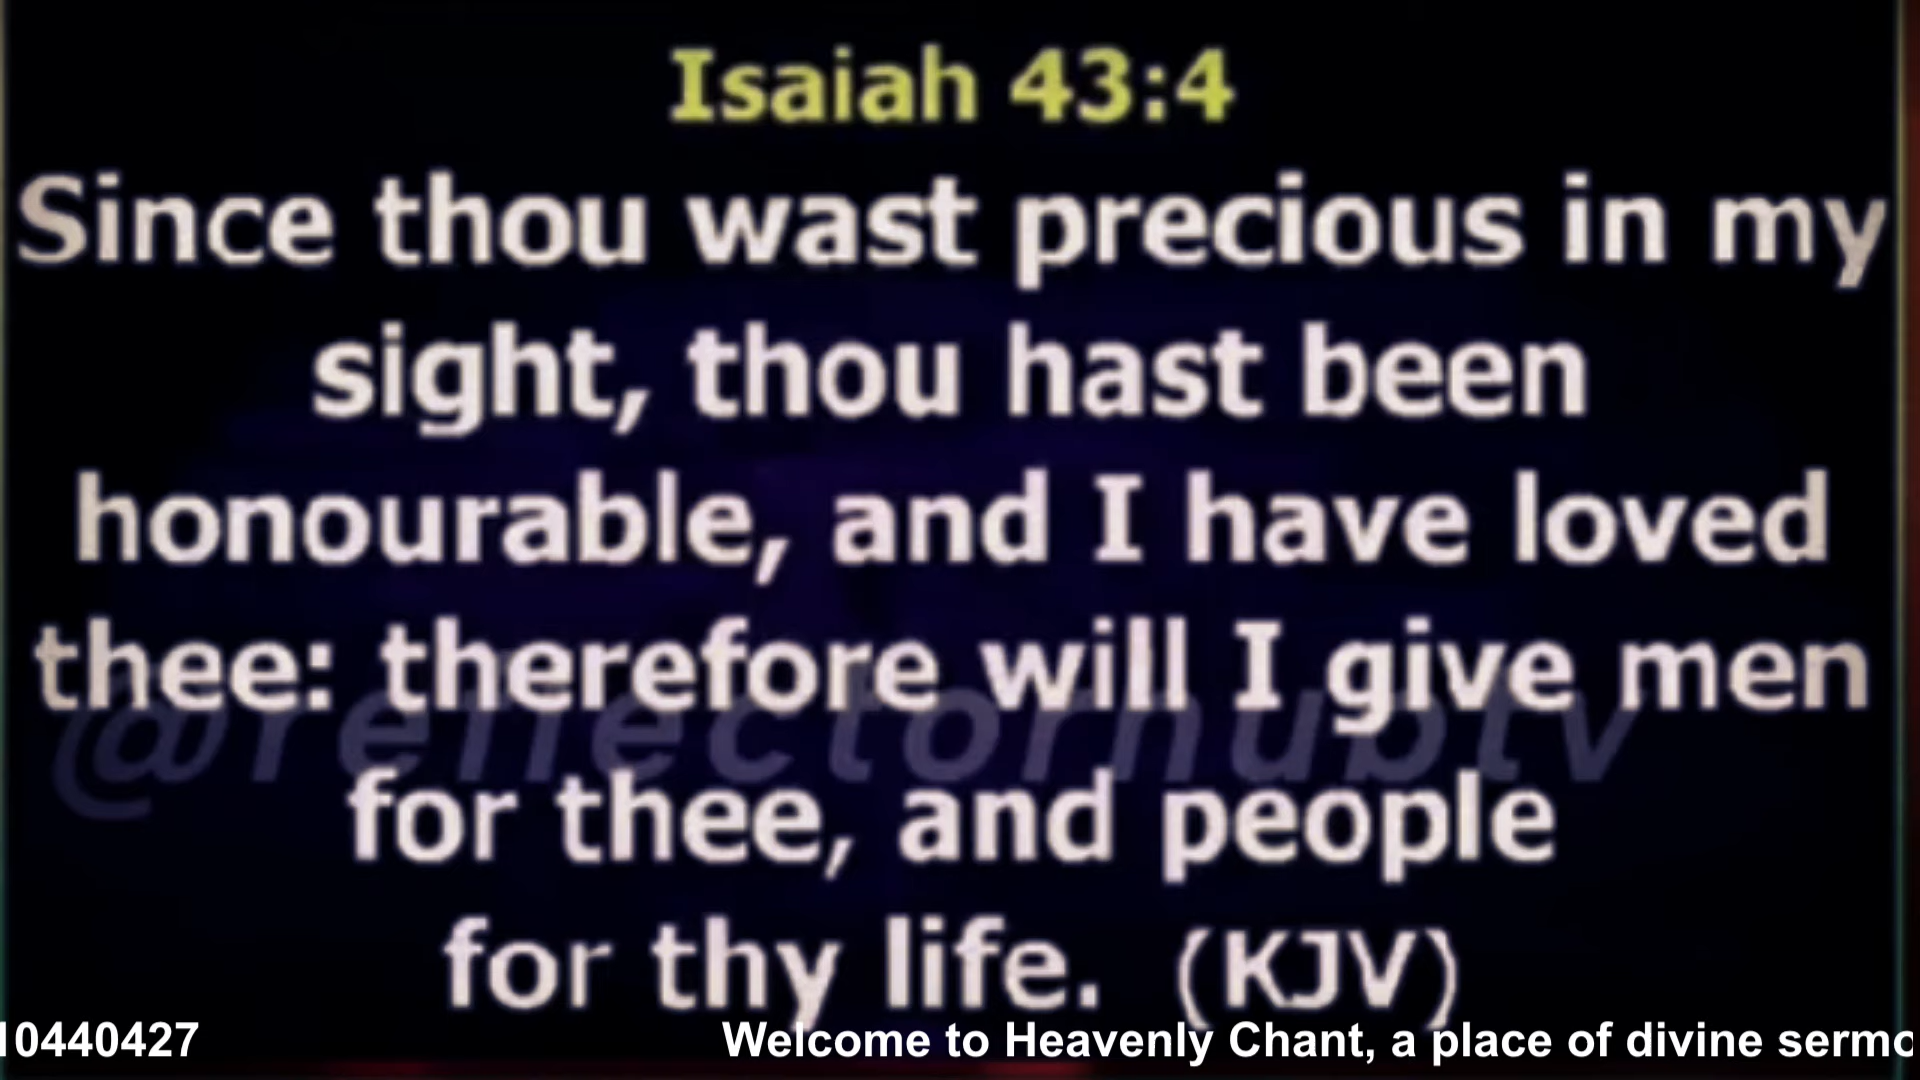 Isaiah 43:4
Since thou wast precious in my
sight, thou hast been
honourable, and I have loved
thee: therefore will I give men
@reflectorhubtv
for thee, and people
for thy life. (KJV)
10440427 Welcome to Heavenly Chant, a place of divine sermo